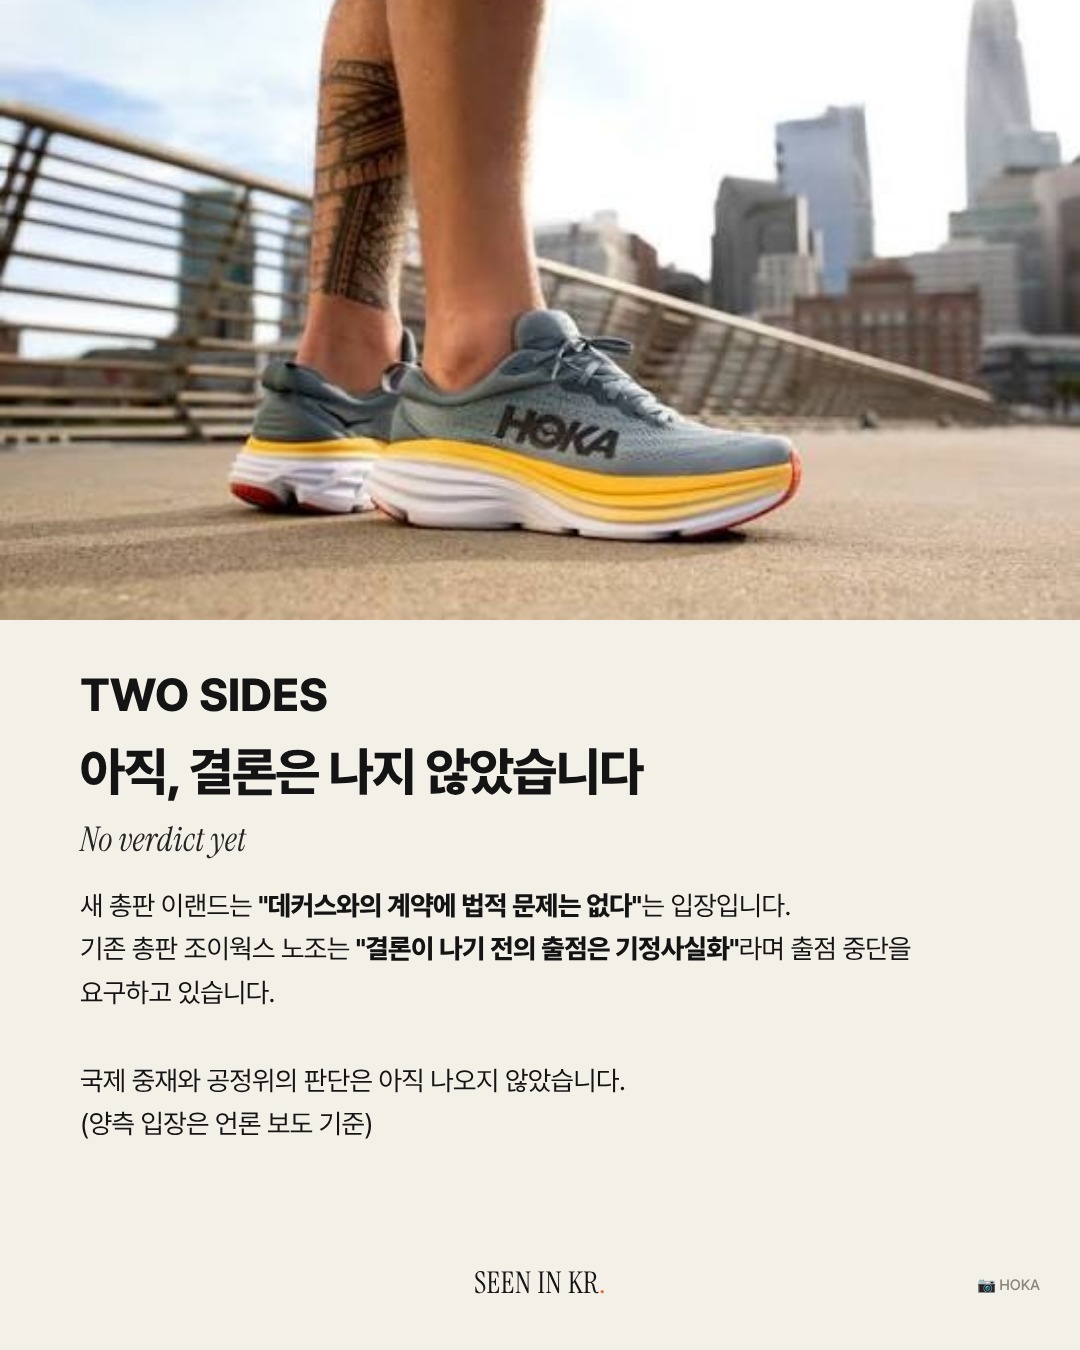 HOKA
TWO SIDES
아직, 결론은 나지 않았습니다
No verdict yet
새 총판 이랜드는 "데커스와의 계약에 법적 문제는 없다"는 입장입니다.
기존 총판 조이웍스 노조는 "결론이 나기 전의 출점은 기정사실화"라며 출점 중단을
요구하고 있습니다.
국제 중재와 공정위의 판단은 아직 나오지 않았습니다.
(양측 입장은 언론 보도 기준)
SEEN IN KR.
📷 HOKA